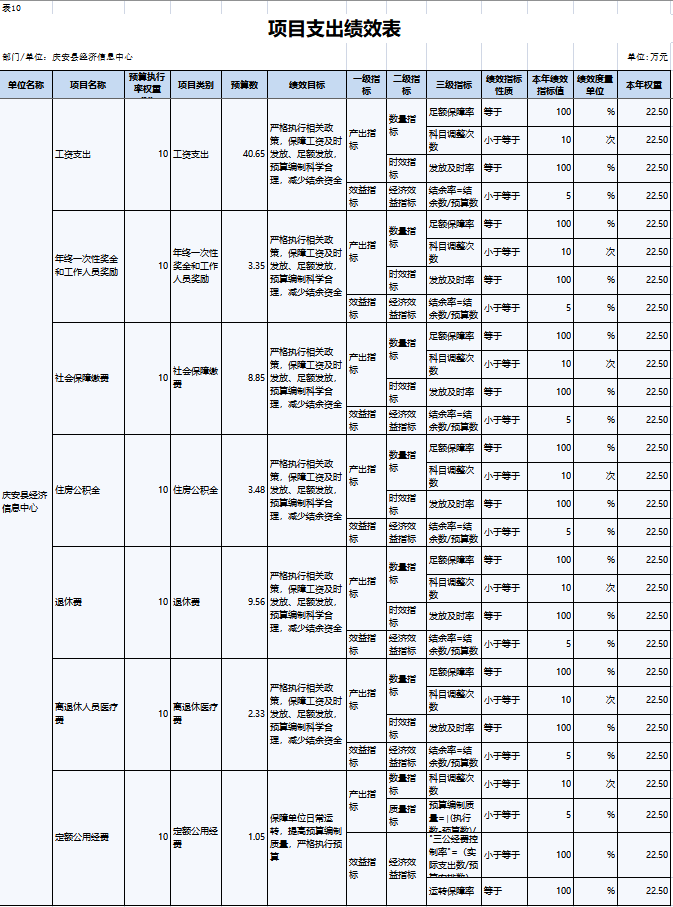 表10
项目支出绩效表
部门/单位：庆安县经济信息中心 单位:万元
单位名称 项目名称 预算执行率权重 项目类别 预算数 绩效目标 一级指标 二级指标 三级指标 绩效指标性质 本年绩效指标值 绩效度量单位 本年权重
庆安县经济信息中心
工资支出 10 工资支出 40.65 严格执行相关政策，保障工资及时发放、足额发放，预算编制科学合理，减少结余资金
产出指标 数量指标 足额保障率 等于 100 % 22.50
科目调整次数 小于等于 10 次 22.50
时效指标 发放及时率 等于 100 % 22.50
效益指标 经济效益指标 结余率=结余数/预算数 小于等于 5 % 22.50
年终一次性奖金和工作人员奖励 10 年终一次性奖金和工作人员奖励 3.35 严格执行相关政策，保障工资及时发放、足额发放，预算编制科学合理，减少结余资金
产出指标 数量指标 足额保障率 等于 100 % 22.50
科目调整次数 小于等于 10 次 22.50
时效指标 发放及时率 等于 100 % 22.50
效益指标 经济效益指标 结余率=结余数/预算数 小于等于 5 % 22.50
社会保障缴费 10 社会保障缴费 8.85 严格执行相关政策，保障工资及时发放、足额发放，预算编制科学合理，减少结余资金
产出指标 数量指标 足额保障率 等于 100 % 22.50
科目调整次数 小于等于 10 次 22.50
时效指标 发放及时率 等于 100 % 22.50
效益指标 经济效益指标 结余率=结余数/预算数 小于等于 5 % 22.50
住房公积金 10 住房公积金 3.48 严格执行相关政策，保障工资及时发放、足额发放，预算编制科学合理，减少结余资金
产出指标 数量指标 足额保障率 等于 100 % 22.50
科目调整次数 小于等于 10 次 22.50
时效指标 发放及时率 等于 100 % 22.50
效益指标 经济效益指标 结余率=结余数/预算数 小于等于 5 % 22.50
退休费 10 退休费 9.56 严格执行相关政策，保障工资及时发放、足额发放，预算编制科学合理，减少结余资金
产出指标 数量指标 足额保障率 等于 100 % 22.50
科目调整次数 小于等于 10 次 22.50
时效指标 发放及时率 等于 100 % 22.50
效益指标 经济效益指标 结余率=结余数/预算数 小于等于 5 % 22.50
离退休人员医疗费 10 离退休医疗费 2.33 严格执行相关政策，保障工资及时发放、足额发放，预算编制科学合理，减少结余资金
产出指标 数量指标 足额保障率 等于 100 % 22.50
科目调整次数 小于等于 10 次 22.50
时效指标 发放及时率 等于 100 % 22.50
效益指标 经济效益指标 结余率=结余数/预算数 小于等于 5 % 22.50
定额公用经费 10 定额公用经费 1.05 保障单位日常运转，提高预算编制质量，严格执行预算
产出指标 数量指标 科目调整次数 小于等于 10 次 22.50
质量指标 预算编制质量=|(执行数-预算数)/ 小于等于 5 % 22.50
效益指标 经济效益指标 "三公经费控制率"=（实际支出数/预算安排数） 小于等于 100 % 22.50
运转保障率 等于 100 % 22.50